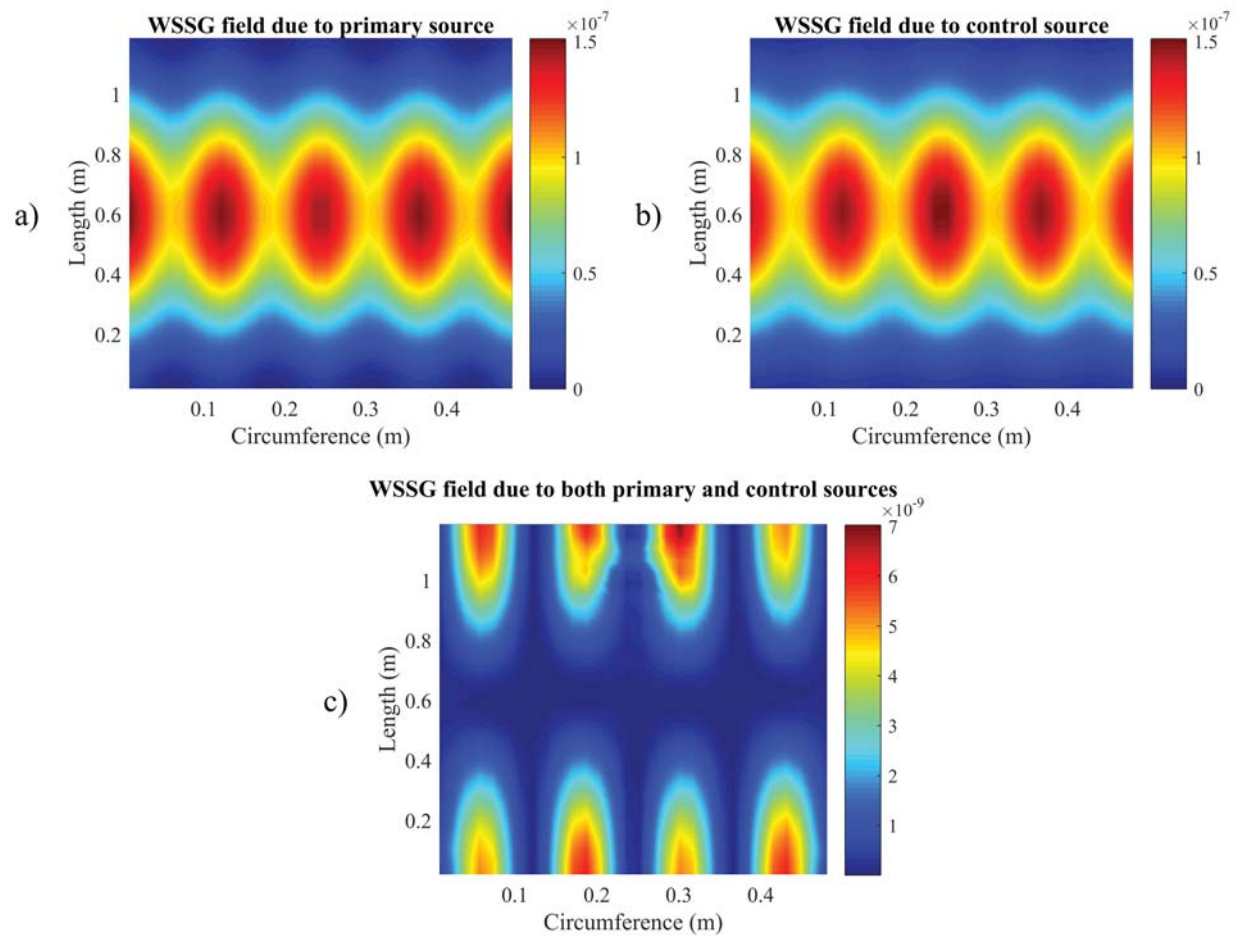 WSSG field due to primary source
×10-7
1.5
1
0.5
0
1
0.8
0.6
0.4
0.2
Length (m)
0.1 0.2 0.3 0.4
Circumference (m)
a)
WSSG field due to control source
×10-7
1.5
1
0.5
0
1
0.8
0.6
0.4
0.2
Length (m)
0.1 0.2 0.3 0.4
Circumference (m)
b)
WSSG field due to both primary and control sources
×10-9
7
6
5
4
3
2
1
1
0.8
0.6
0.4
0.2
Length (m)
0.1 0.2 0.3 0.4
Circumference (m)
c)